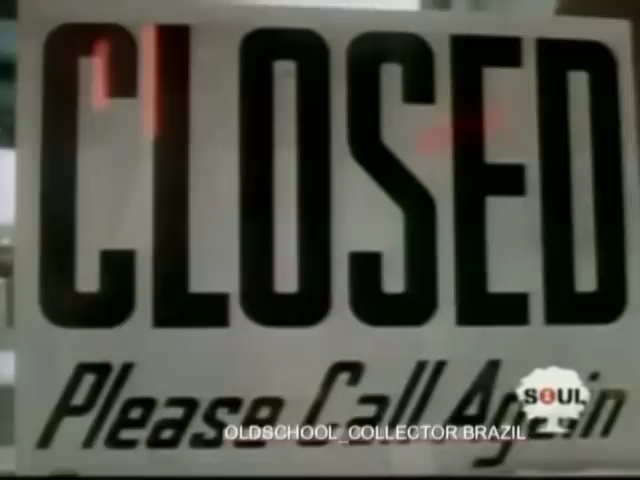 CLOSED
Please Call Again
SOUL
OLDSCHOOL_COLLECTOR BRAZIL